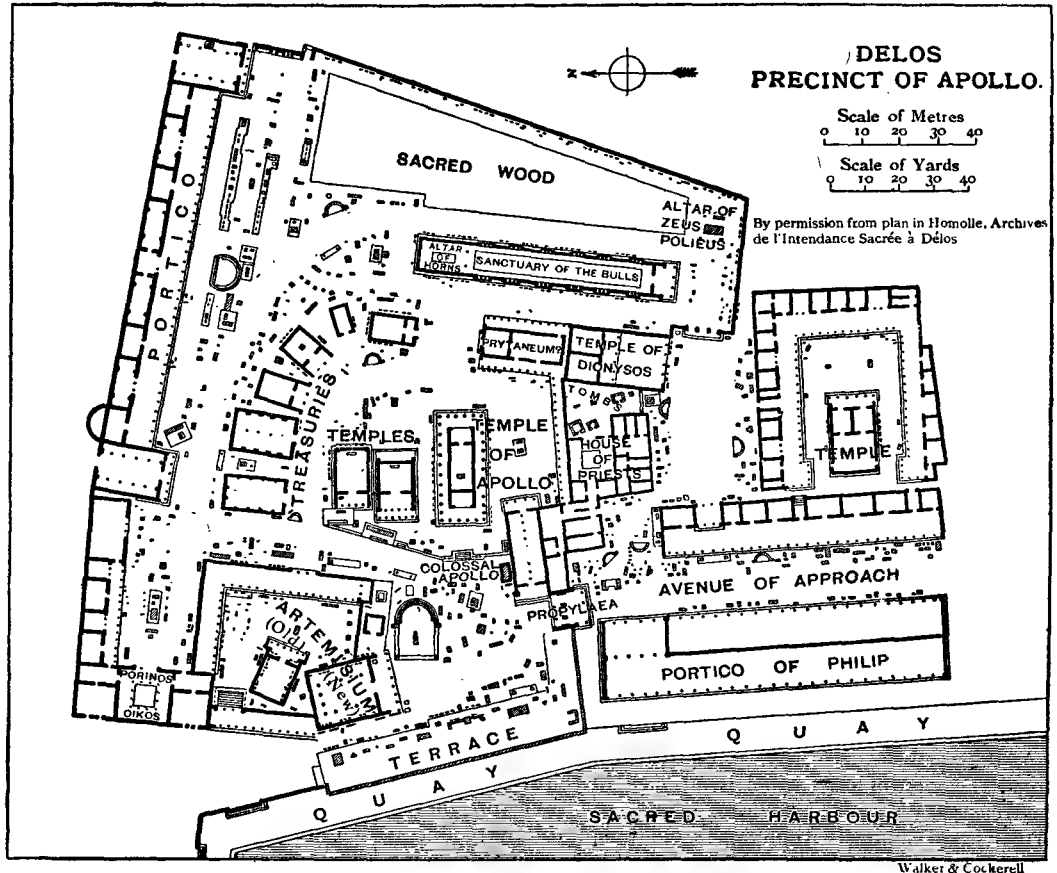 DELOS
PRECINCT OF APOLLO.
N
Scale of Metres
0 10 20 30 40
Scale of Yards
0 10 20 30 40
By permission from plan in Homolle, Archives
de l'Intendance Sacrée à Délos
SACRED WOOD
ALTAR OF
ZEUS
POLIEUS
PORTICO
ALTAR
OF
HORNS
SANCTUARY OF THE BULLS
PRYTANEUM?
TEMPLE OF
DIONYSOS
TOMBS
TREASURIES
TEMPLES
TEMPLE
OF
APOLLO
HOUSE
OF
PRIESTS
TEMPLE
COLOSSAL
APOLLO
AVENUE OF APPROACH
PROPYLAEA
ARTEMISIUM
(Old)
(New)
PORINOS
OIKOS
PORTICO OF PHILIP
TERRACE
QUAY
QUAY
SACRED HARBOUR
Walker & Cockerell